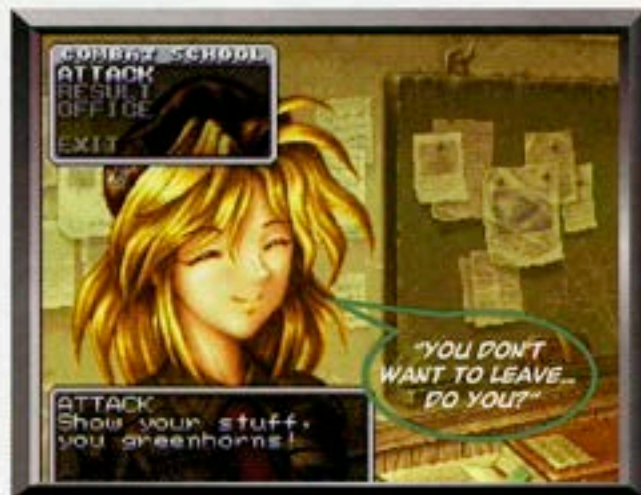 COMBAT SCHOOL
ATTACK
RESULT
OFFICE
EXIT
"YOU DON'T
WANT TO LEAVE...
DO YOU?"
ATTACK
Show your stuff,
you greenhorns!